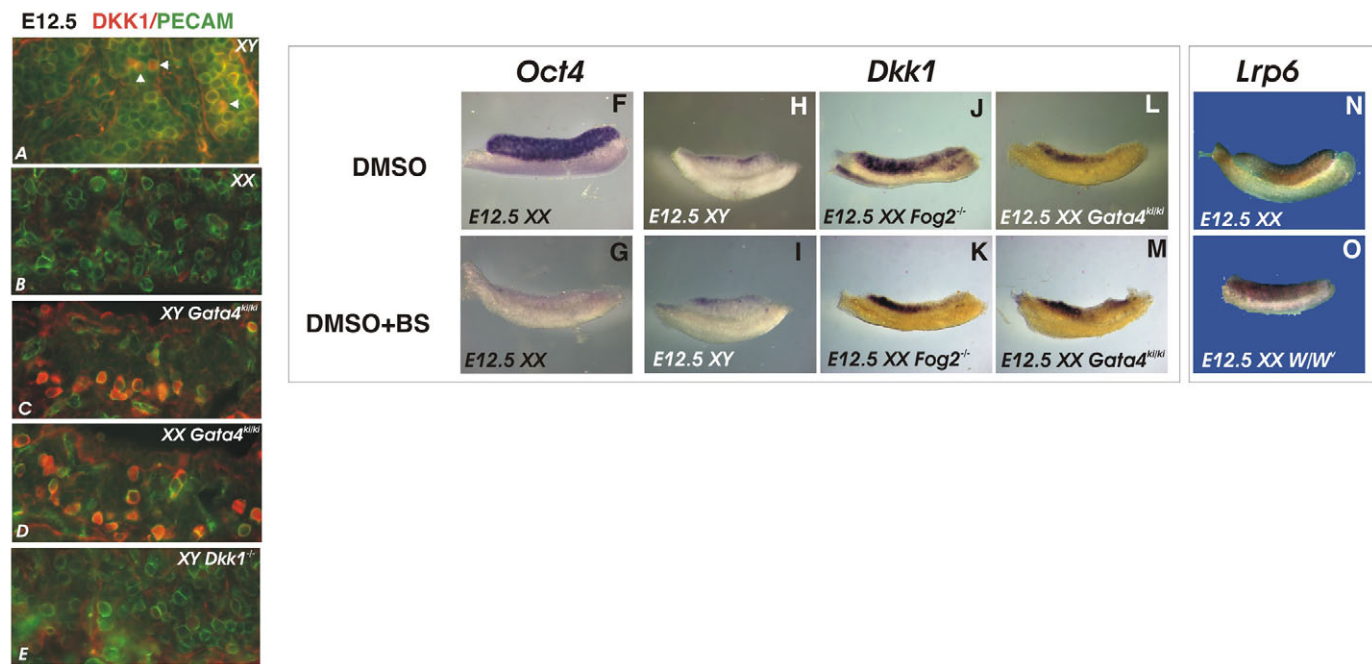 E12.5 DKK1/PECAM
XY
A
XX
B
XY Gata4ki/ki
C
XX Gata4ki/ki
D
XY Dkk1-/-
E
Oct4 Dkk1 Lrp6
DMSO
F
E12.5 XX
H
E12.5 XY
J
E12.5 XX Fog2-/-
L
E12.5 XX Gata4ki/ki
N
E12.5 XX
DMSO+BS
G
E12.5 XX
I
E12.5 XY
K
E12.5 XX Fog2-/-
M
E12.5 XX Gata4ki/ki
O
E12.5 XX W/Wv